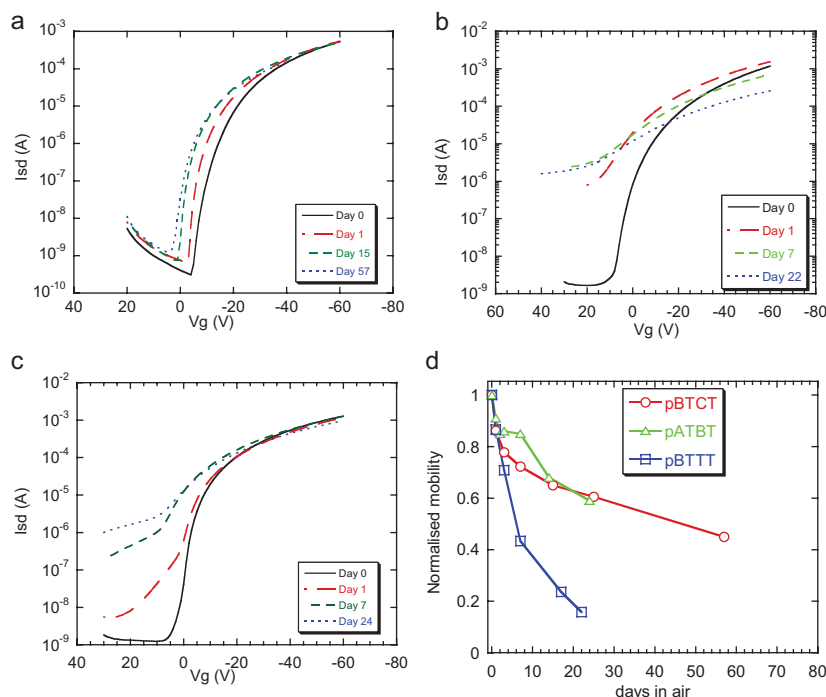 a
10-3
10-4
10-5
10-6
10-7
10-8
10-9
10-10
Isd (A)
40 20 0 -20 -40 -60 -80
Vg (V)
Day 0
Day 1
Day 15
Day 57
b
10-2
10-3
10-4
10-5
10-6
10-7
10-8
10-9
Isd (A)
60 40 20 0 -20 -40 -60 -80
Vg (V)
Day 0
Day 1
Day 7
Day 22
c
10-2
10-3
10-4
10-5
10-6
10-7
10-8
10-9
Isd (A)
40 20 0 -20 -40 -60 -80
Vg (V)
Day 0
Day 1
Day 7
Day 24
d
1
0.8
0.6
0.4
0.2
Normalised mobility
0 10 20 30 40 50 60 70 80
days in air
pBTCT
pATBT
pBTTT